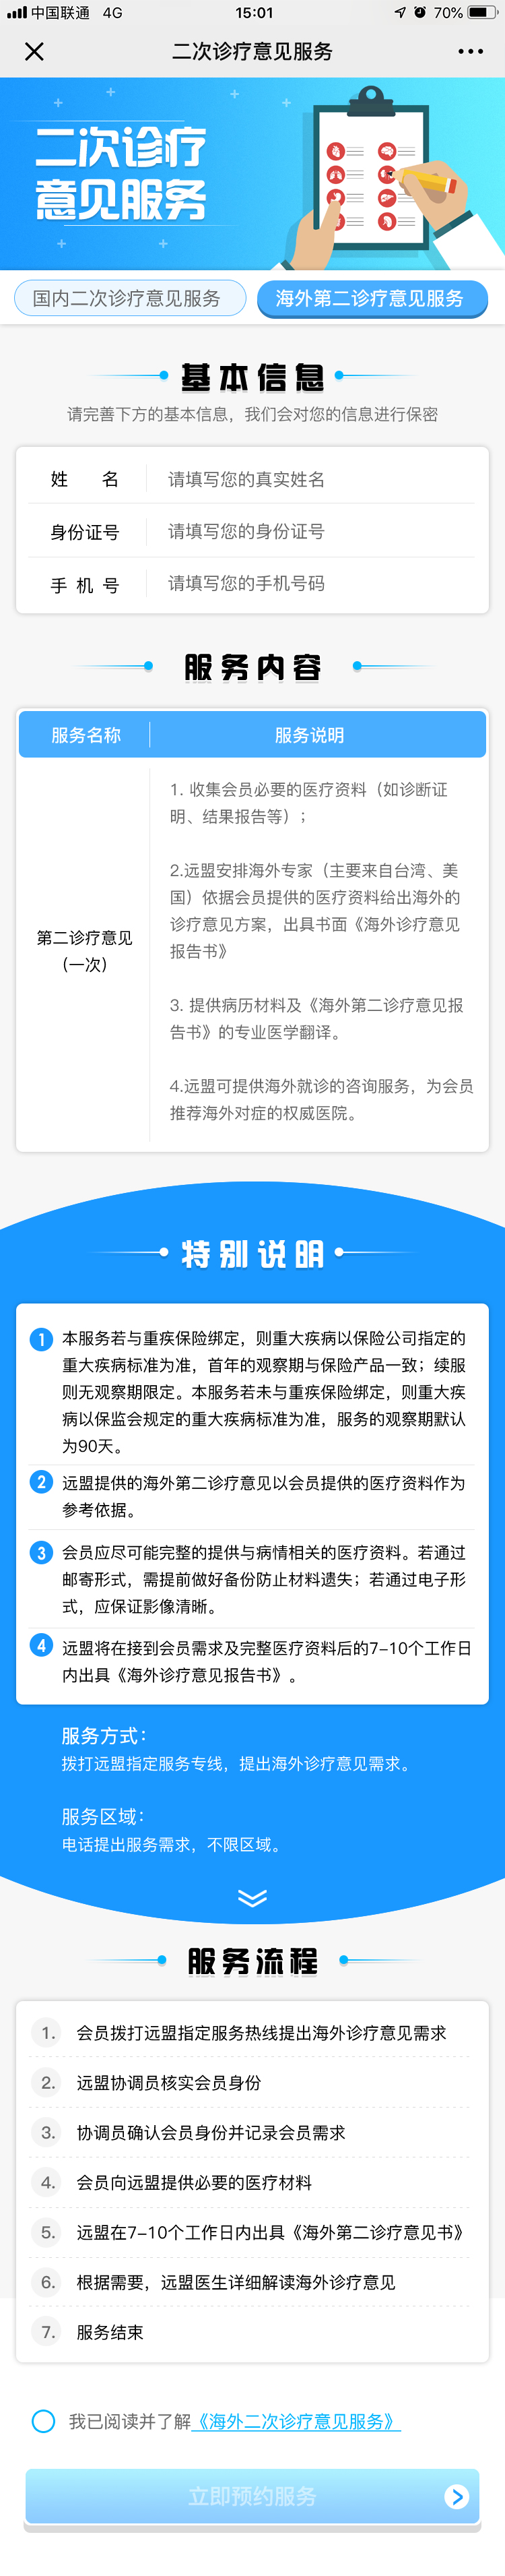 中国联通 4G 15:01 70%
二次诊疗意见服务
二次诊疗
意见服务
国内二次诊疗意见服务 海外第二诊疗意见服务
基本信息
请完善下方的基本信息，我们会对您的信息进行保密
姓名 请填写您的真实姓名
身份证号 请填写您的身份证号
手机号 请填写您的手机号码
服务内容
服务名称 服务说明
第二诊疗意见
（一次）
1. 收集会员必要的医疗资料（如诊断证
明、结果报告等）；
2.远盟安排海外专家（主要来自台湾、美
国）依据会员提供的医疗资料给出海外的
诊疗意见方案，出具书面《海外诊疗意见
报告书》
3. 提供病历材料及《海外第二诊疗意见报
告书》的专业医学翻译。
4.远盟可提供海外就诊的咨询服务，为会员
推荐海外对症的权威医院。
特别说明
1 本服务若与重疾保险绑定，则重大疾病以保险公司指定的
重大疾病标准为准，首年的观察期与保险产品一致；续服
则无观察期限定。本服务若未与重疾保险绑定，则重大疾
病以保监会规定的重大疾病标准为准，服务的观察期默认
为90天。
2 远盟提供的海外第二诊疗意见以会员提供的医疗资料作为
参考依据。
3 会员应尽可能完整的提供与病情相关的医疗资料。若通过
邮寄形式，需提前做好备份防止材料遗失；若通过电子形
式，应保证影像清晰。
4 远盟将在接到会员需求及完整医疗资料后的7-10个工作日
内出具《海外诊疗意见报告书》。
服务方式：
拨打远盟指定服务专线，提出海外诊疗意见需求。
服务区域：
电话提出服务需求，不限区域。
服务流程
1. 会员拨打远盟指定服务热线提出海外诊疗意见需求
2. 远盟协调员核实会员身份
3. 协调员确认会员身份并记录会员需求
4. 会员向远盟提供必要的医疗材料
5. 远盟在7-10个工作日内出具《海外第二诊疗意见书》
6. 根据需要，远盟医生详细解读海外诊疗意见
7. 服务结束
我已阅读并了解《海外二次诊疗意见服务》
立即预约服务